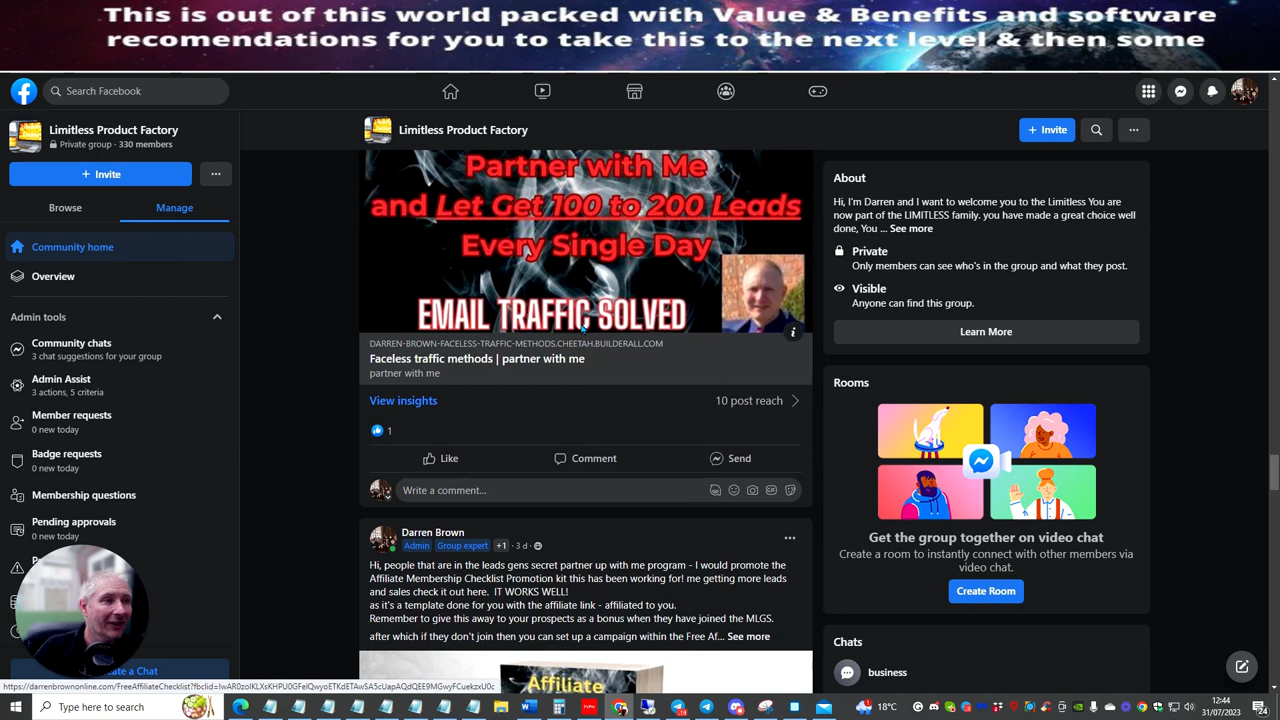 This is out of this world packed with Value & Benefits and software
recomendations for you to take this to the next level & then some
Search Facebook
Limitless Product Factory
Private group · 330 members
+ Invite
Browse
Manage
Community home
Overview
Admin tools
Community chats
3 chat suggestions for your group
Admin Assist
3 actions, 5 criteria
Member requests
0 new today
Badge requests
0 new today
Membership questions
Pending approvals
0 new today
e a Chat
Limitless Product Factory
+ Invite
Partner with Me
and Let Get 100 to 200 Leads
Every Single Day
EMAIL TRAFFIC SOLVED
DARREN-BROWN-FACELESS-TRAFFIC-METHODS.CHEETAH.BUILDERALL.COM
Faceless traffic methods | partner with me
partner with me
View insights
10 post reach
1
Like
Comment
Send
Write a comment...
Darren Brown
Admin Group expert +1 · 3 d ·
Hi, people that are in the leads gens secret partner up with me program - I would promote the
Affiliate Membership Checklist Promotion kit this has been working for! me getting more leads
and sales check it out here. IT WORKS WELL!
as it's a template done for you with the affiliate link - affiliated to you.
Remember to give this away to your prospects as a bonus when they have joined the MLGS.
after which if they don't join then you can set up a campaign within the Free Af... See more
Affiliate
About
Hi, I'm Darren and I want to welcome you to the Limitless You are
now part of the LIMITLESS family. you have made a great choice well
done, You ... See more
Private
Only members can see who's in the group and what they post.
Visible
Anyone can find this group.
Learn More
Rooms
Get the group together on video chat
Create a room to instantly connect with other members via
video chat.
Create Room
Chats
business
Type here to search
18°C
12:44
31/07/2023